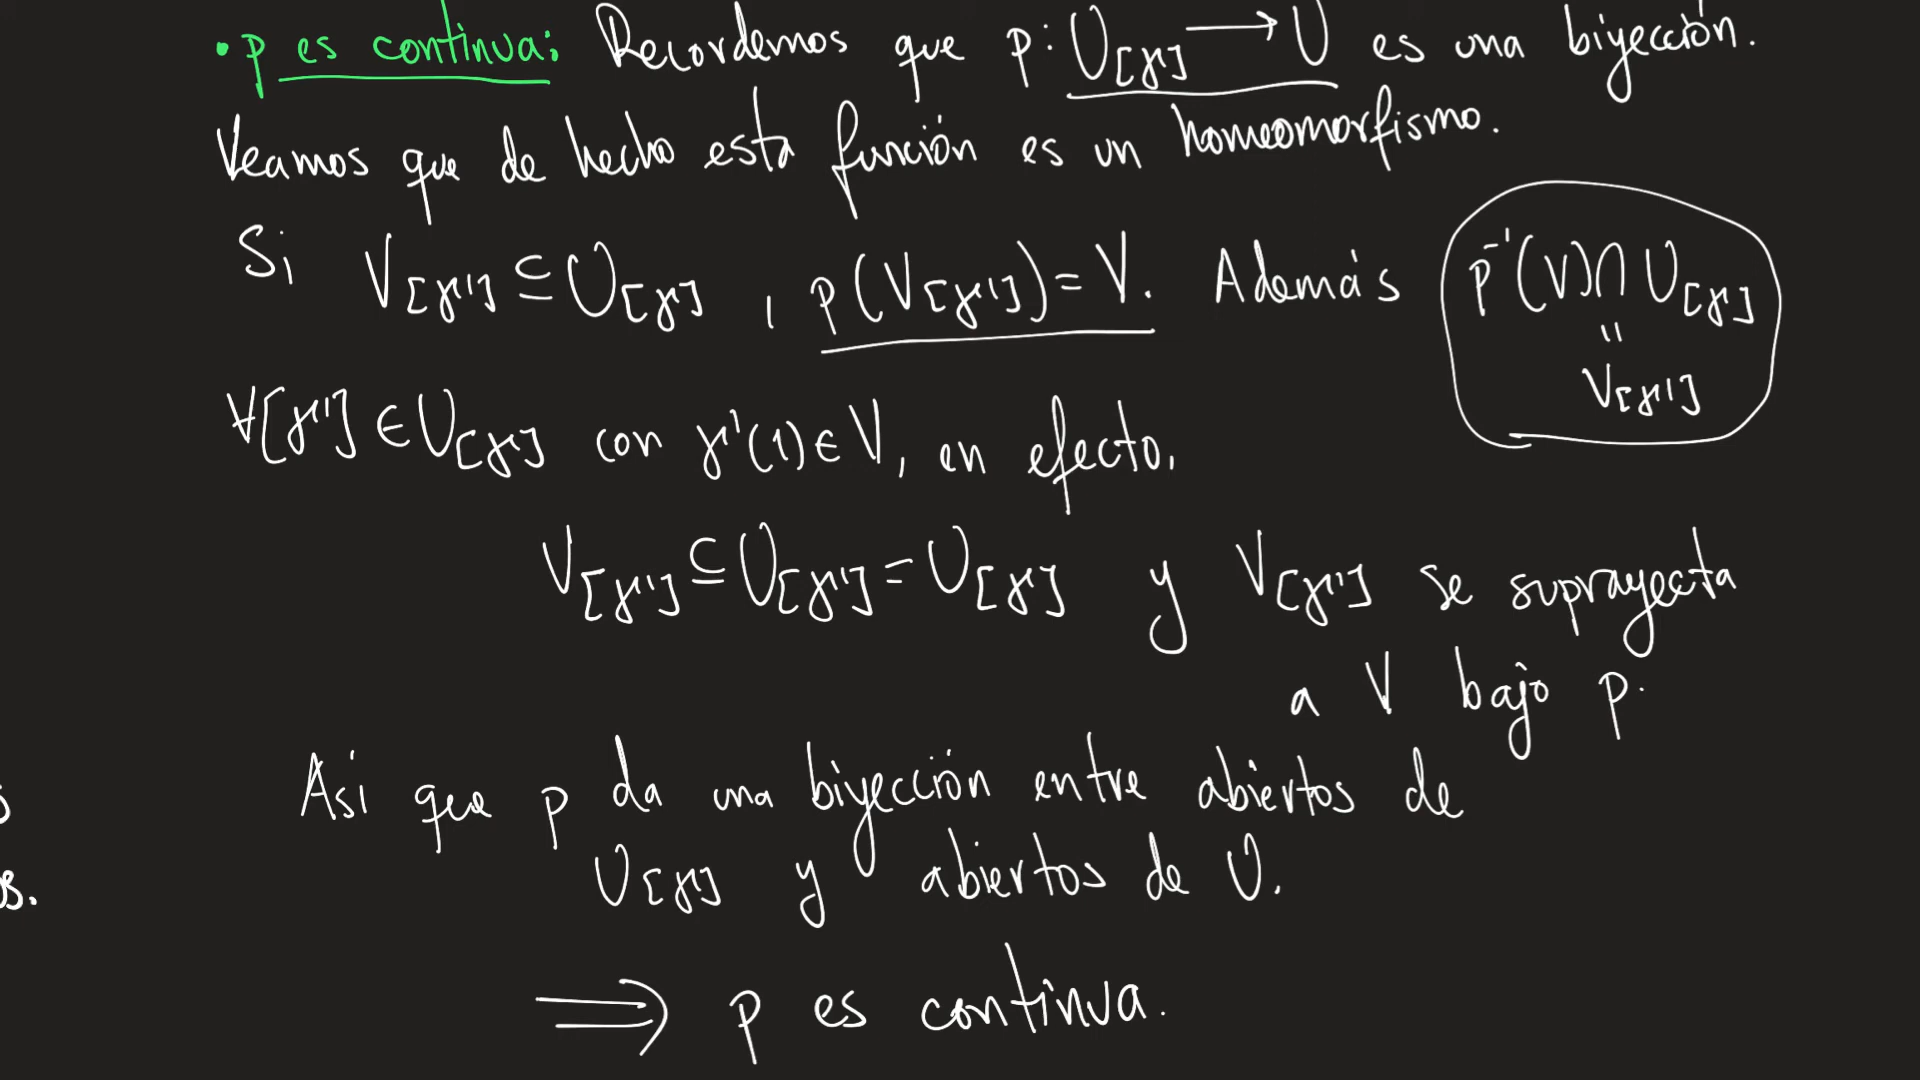 • p es continua: Recordemos que p: U[γ] ⟶ U es una biyección.
Veamos que de hecho esta función es un homeomorfismo.
Si V[γ'] ⊆ U[γ], p(V[γ']) = V. Además p⁻¹(V) ∩ U[γ]
=
V[γ']
∀[γ'] ∈ U[γ] con γ'(1) ∈ V, en efecto,
V[γ'] ⊆ U[γ'] = U[γ] y V[γ'] se suprayecta
a V bajo p.
Así que p da una biyección entre abiertos de
U[γ] y abiertos de U.
⟹ p es continua.